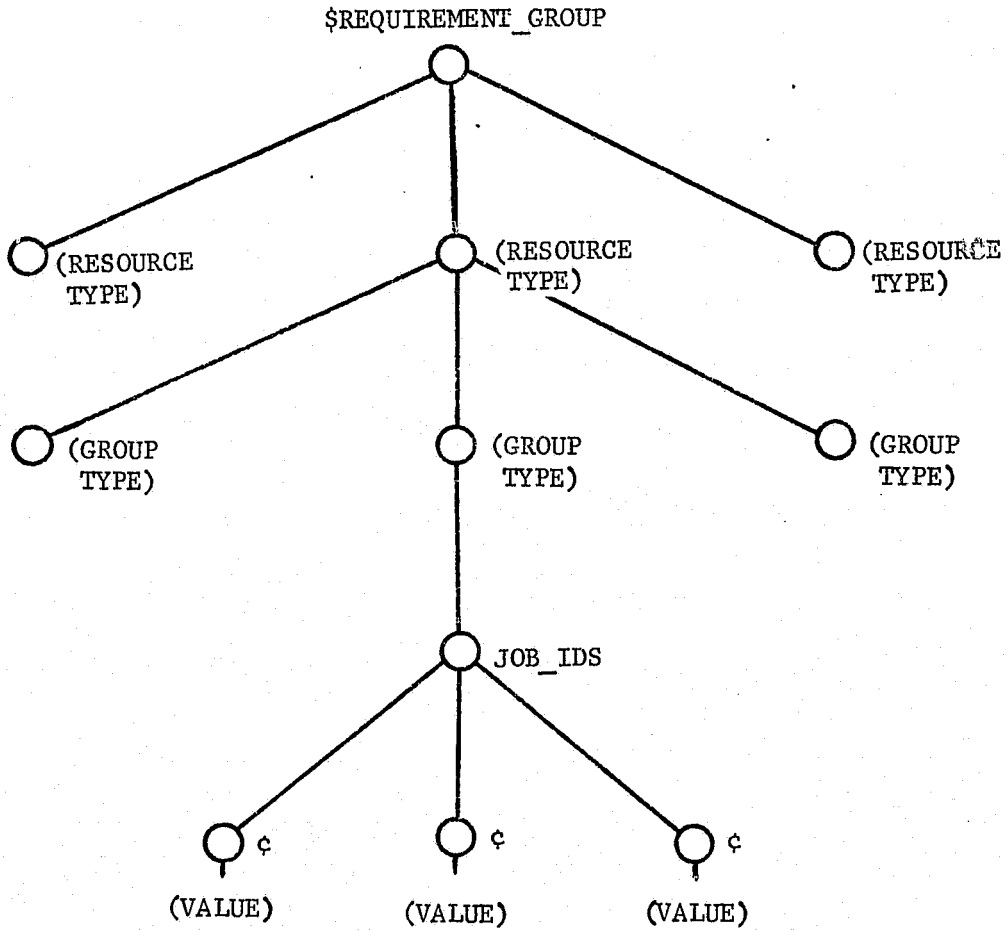 $REQUIREMENT_GROUP
(RESOURCE
TYPE)
(RESOURCE
TYPE)
(RESOURCE
TYPE)
(GROUP
TYPE)
(GROUP
TYPE)
(GROUP
TYPE)
JOB_IDS
¢
¢
¢
(VALUE)
(VALUE)
(VALUE)